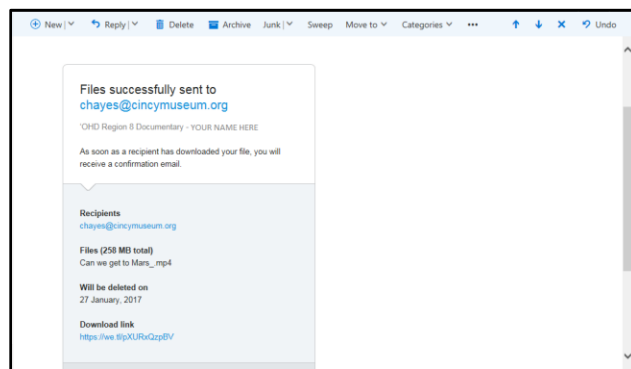 New | Reply | Delete Archive Junk | Sweep Move to Categories ••• Undo
Files successfully sent to
chayes@cincymuseum.org
'OHD Region 8 Documentary - YOUR NAME HERE
As soon as a recipient has downloaded your file, you will
receive a confirmation email.
Recipients
chayes@cincymuseum.org
Files (258 MB total)
Can we get to Mars_.mp4
Will be deleted on
27 January, 2017
Download link
https://we.tl/pXURxQzpBV